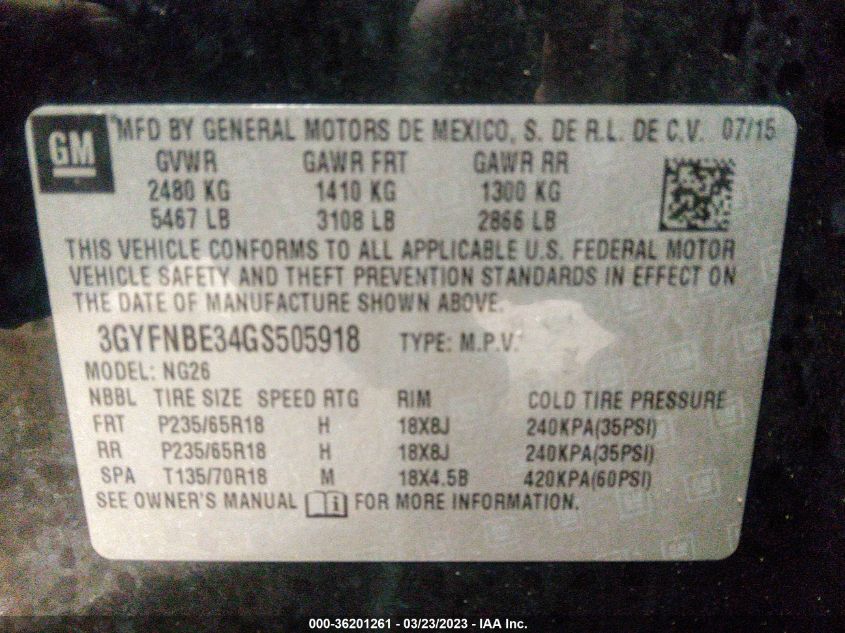 GM
MFD BY GENERAL MOTORS DE MEXICO, S. DE R.L. DE C.V. 07/15
GVWR GAWR FRT GAWR RR
2480 KG 1410 KG 1300 KG
5467 LB 3108 LB 2866 LB
THIS VEHICLE CONFORMS TO ALL APPLICABLE U.S. FEDERAL MOTOR
VEHICLE SAFETY AND THEFT PREVENTION STANDARDS IN EFFECT ON
THE DATE OF MANUFACTURE SHOWN ABOVE.
3GYFNBE34GS505918 TYPE: M.P.V.
MODEL: NG26
NBBL TIRE SIZE SPEED RTG RIM COLD TIRE PRESSURE
FRT P235/65R18 H 18X8J 240KPA(35PSI)
RR P235/65R18 H 18X8J 240KPA(35PSI)
SPA T135/70R18 M 18X4.5B 420KPA(60PSI)
SEE OWNER'S MANUAL i FOR MORE INFORMATION.
000-36201261 - 03/23/2023 - IAA Inc.